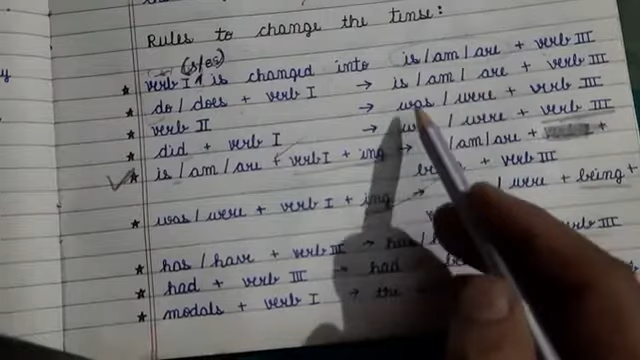 Rules to change the tense:
(s/es)
* verb I is changed into is/am/are + verb III
* do/does + verb I → is/am/are + verb III
* verb II → was/were + verb III
* did + verb I → were + verb III
* is/am/are + verb I + ing → /am/are +
+ verb III
* was/were + verb I + ing → were + being +
verb III
* has/have + verb III → has/
* had + verb III → had
* modals + verb I → the